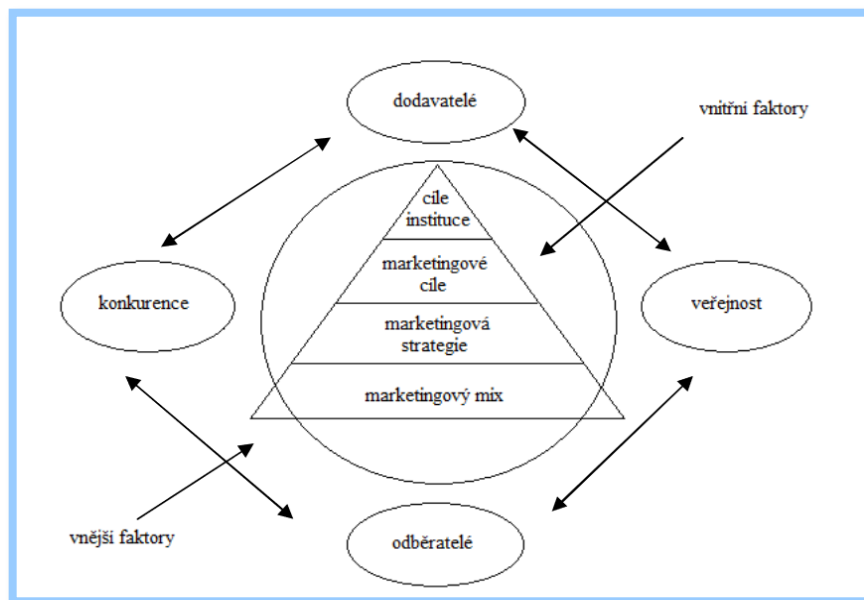 dodavatelé
vnitřni faktory
cíle
instituce
marketingové
cíle
konkurence
veřejnost
marketingová
strategie
marketingový mix
vnější faktory
odběratelé